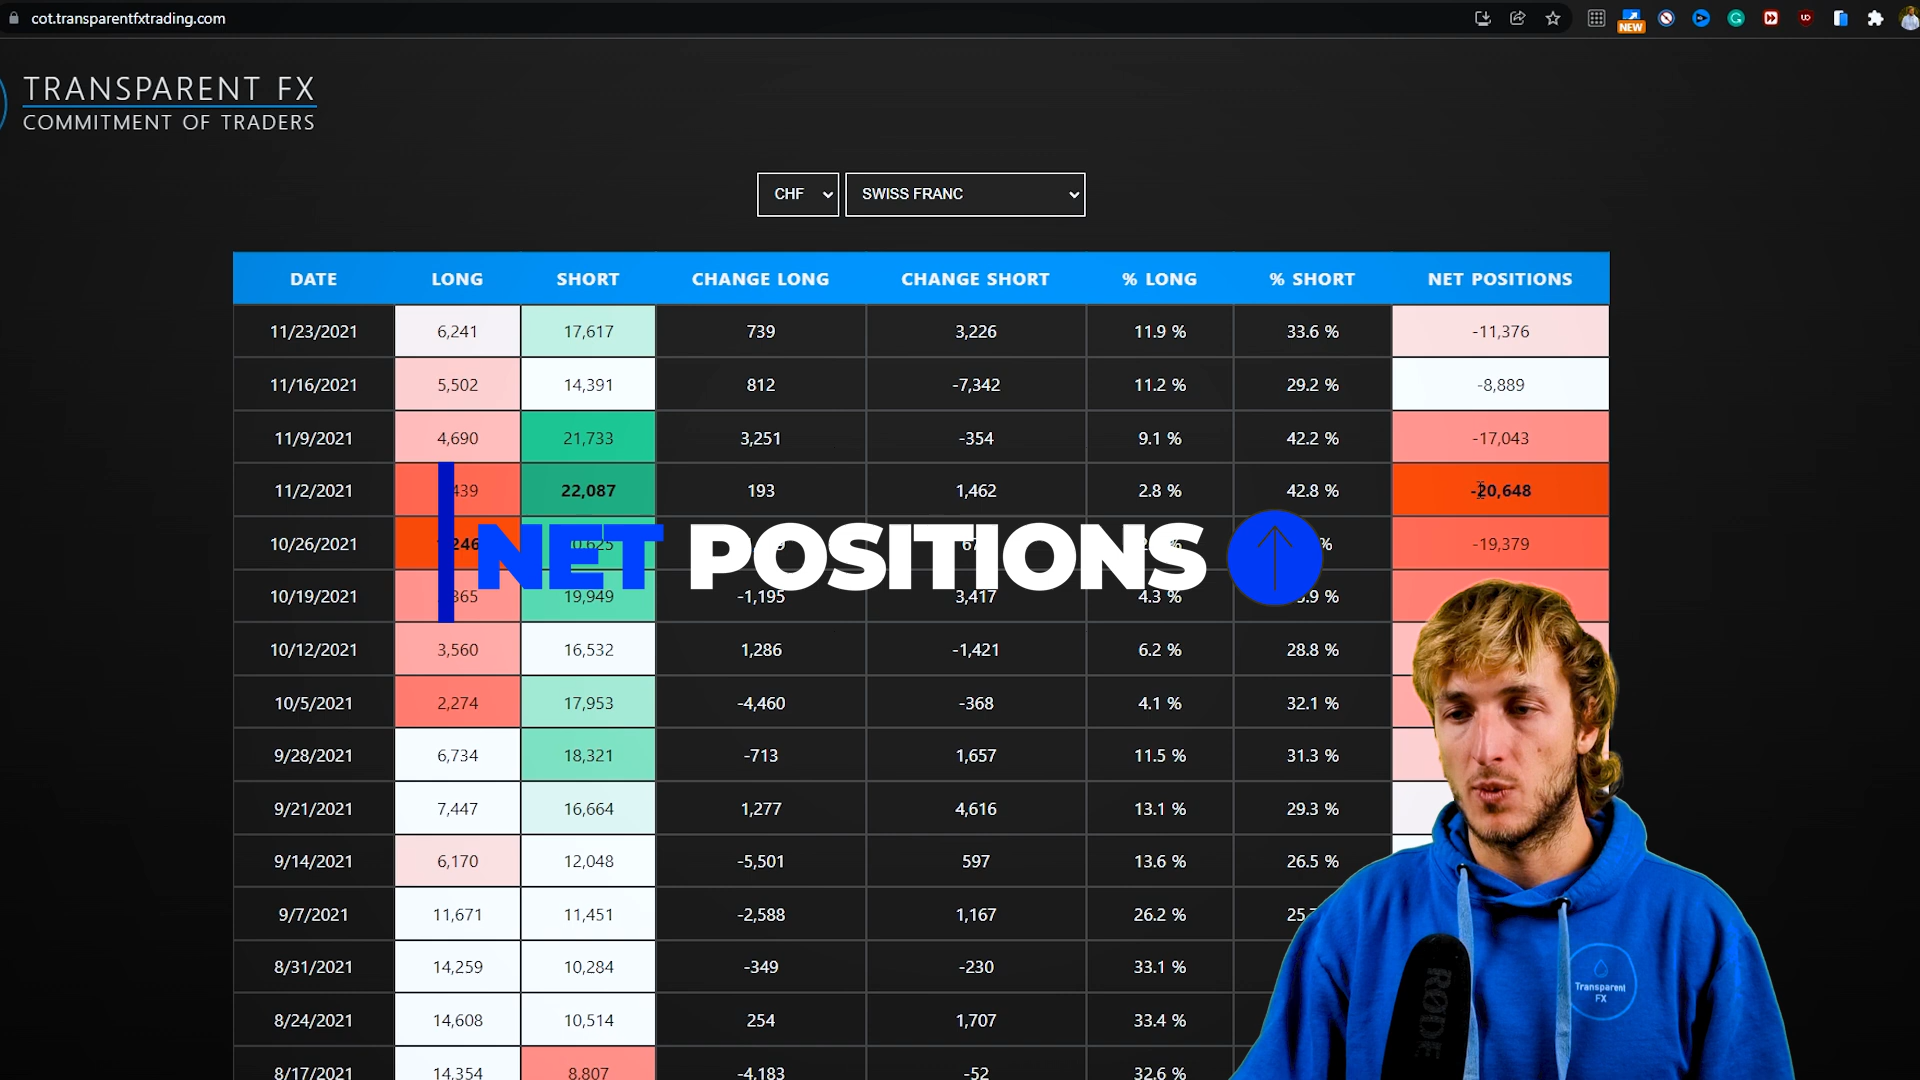 cot.transparentfxtrading.com
NEW
TRANSPARENT FX
COMMITMENT OF TRADERS
CHF SWISS FRANC
DATE LONG SHORT CHANGE LONG CHANGE SHORT % LONG % SHORT NET POSITIONS
11/23/2021 6,241 17,617 739 3,226 11.9 % 33.6 % -11,376
11/16/2021 5,502 14,391 812 -7,342 11.2 % 29.2 % -8,889
11/9/2021 4,690 21,733 3,251 -354 9.1 % 42.2 % -17,043
11/2/2021 22,087 193 1,462 2.8 % 42.8 % -20,648
10/26/2021 -19,379
NET POSITIONS
10/19/2021 19,949 -1,195 3,417 4.3 %
10/12/2021 3,560 16,532 1,286 -1,421 6.2 % 28.8 %
10/5/2021 2,274 17,953 -4,460 -368 4.1 % 32.1 %
9/28/2021 6,734 18,321 -713 1,657 11.5 % 31.3 %
9/21/2021 7,447 16,664 1,277 4,616 13.1 % 29.3 %
9/14/2021 6,170 12,048 -5,501 597 13.6 % 26.5 %
9/7/2021 11,671 11,451 -2,588 1,167 26.2 %
8/31/2021 14,259 10,284 -349 -230 33.1 %
8/24/2021 14,608 10,514 254 1,707 33.4 %
8/17/2021 14,354 8,807 -4,183 -52 32.6 %
Transparent
FX
RØDE